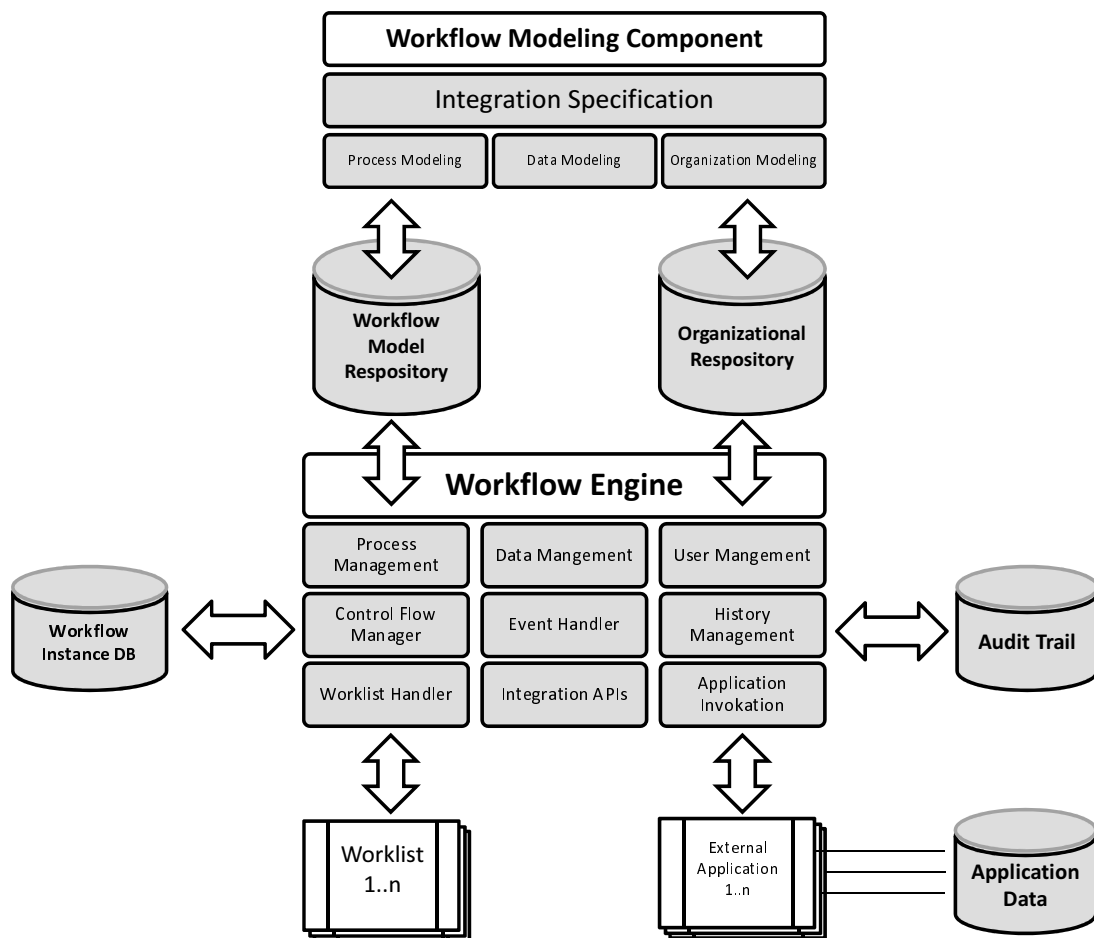 Workflow Modeling Component
Integration Specification
Process Modeling
Data Modeling
Organization Modeling
Workflow
Model
Respository
Organizational
Respository
Workflow Engine
Process
Management
Data Mangement
User Mangement
Control Flow
Manager
Event Handler
History
Management
Worklist Handler
Integration APIs
Application
Invokation
Workflow
Instance DB
Audit Trail
Worklist
1..n
External
Application
1..n
Application
Data